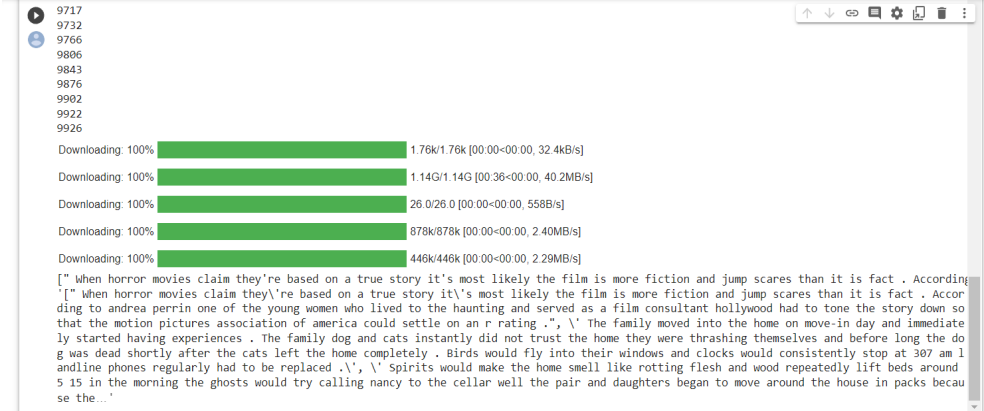 9717
9732
9766
9806
9843
9876
9902
9922
9926
Downloading: 100% 1.76k/1.76k [00:00<00:00, 32.4kB/s]
Downloading: 100% 1.14G/1.14G [00:36<00:00, 40.2MB/s]
Downloading: 100% 26.0/26.0 [00:00<00:00, 558B/s]
Downloading: 100% 878k/878k [00:00<00:00, 2.40MB/s]
Downloading: 100% 446k/446k [00:00<00:00, 2.29MB/s]
[" When horror movies claim they're based on a true story it's most likely the film is more fiction and jump scares than it is fact . According
'[" When horror movies claim they\'re based on a true story it\'s most likely the film is more fiction and jump scares than it is fact . Accor
ding to andrea perrin one of the young women who lived to the haunting and served as a film consultant hollywood had to tone the story down so
that the motion pictures association of america could settle on an r rating .", \' The family moved into the home on move-in day and immediate
ly started having experiences . The family dog and cats instantly did not trust the home they were thrashing themselves and before long the do
g was dead shortly after the cats left the home completely . Birds would fly into their windows and clocks would consistently stop at 307 am l
andline phones regularly had to be replaced .\', \' Spirits would make the home smell like rotting flesh and wood repeatedly lift beds around
5 15 in the morning the ghosts would try calling nancy to the cellar well the pair and daughters began to move around the house in packs becau
se the...'